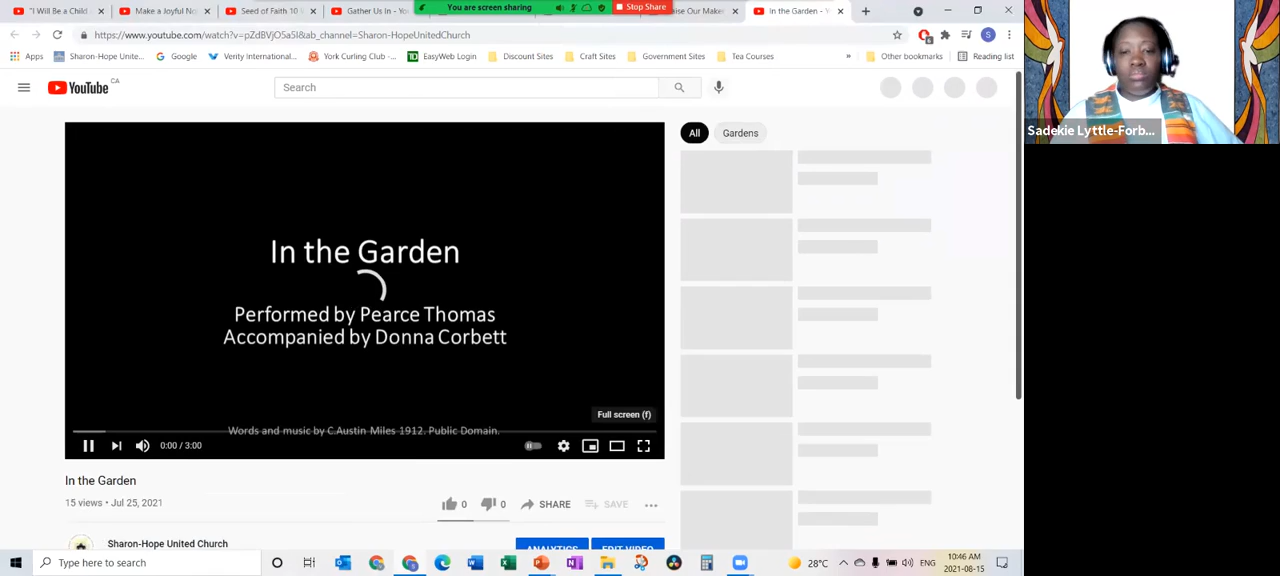 "I Will Be a Child
Make a Joyful No
Seed of Faith 10
Gather Us In - Yo
You are screen sharing
Stop Share
aise Our Maker
In the Garden - Y
https://www.youtube.com/watch?v=pZdBVjO5a5I&ab_channel=Sharon-HopeUnitedChurch
Apps
Sharon-Hope Unite...
Google
Verity International...
York Curling Club -...
EasyWeb Login
Discount Sites
Craft Sites
Government Sites
Tea Courses
»
Other bookmarks
Reading list
YouTube CA
Search
All
Gardens
In the Garden
Performed by Pearce Thomas
Accompanied by Donna Corbett
Full screen (f)
Words and music by C.Austin Miles 1912. Public Domain.
0:00 / 3:00
In the Garden
15 views • Jul 25, 2021
0
0
SHARE
SAVE
Sharon-Hope United Church
ANALYTICS
EDIT VIDEO
Sadekie Lyttle-Forb...
Type here to search
28°C
ENG
10:46 AM
2021-08-15